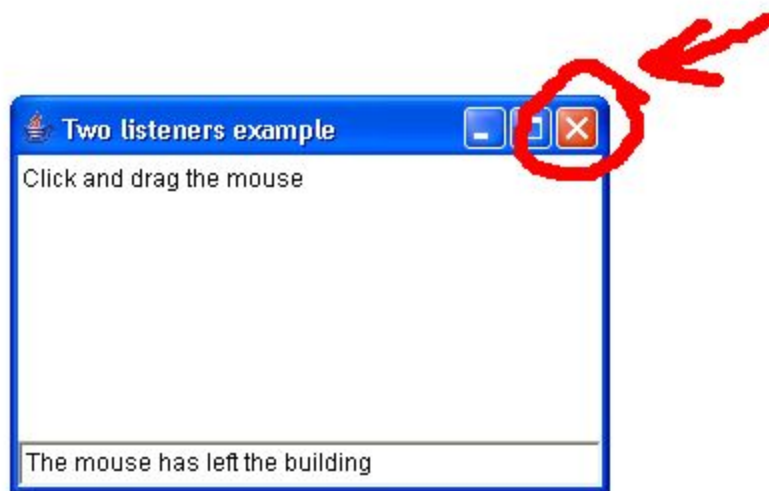 Two listeners example
Click and drag the mouse
The mouse has left the building